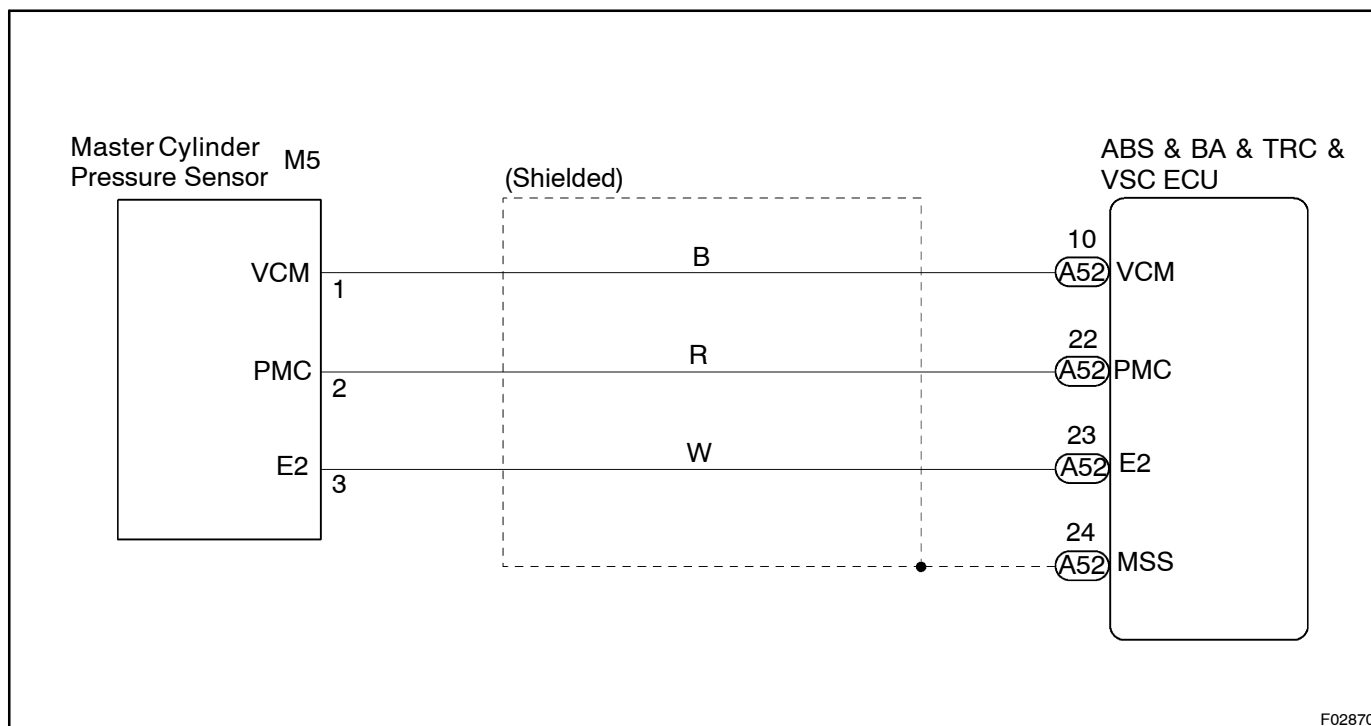 Master Cylinder
Pressure Sensor
M5
(Shielded)
ABS & BA & TRC &
VSC ECU
VCM
1
B
10
A52
VCM
PMC
2
R
22
A52
PMC
E2
3
W
23
A52
E2
24
A52
MSS
F02870